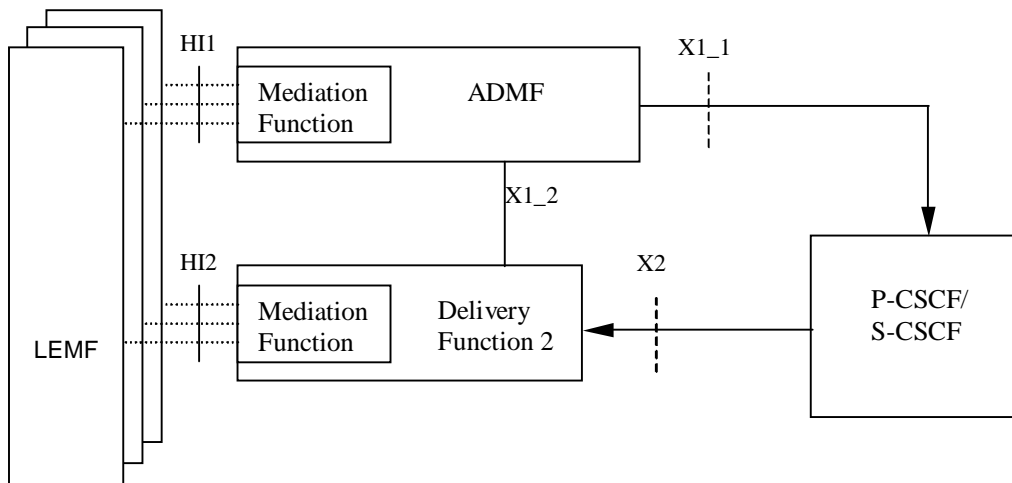 HI1
X1_1
Mediation
Function
ADMF
X1_2
HI2
X2
Mediation
Function
Delivery
Function 2
P-CSCF/
S-CSCF
LEMF